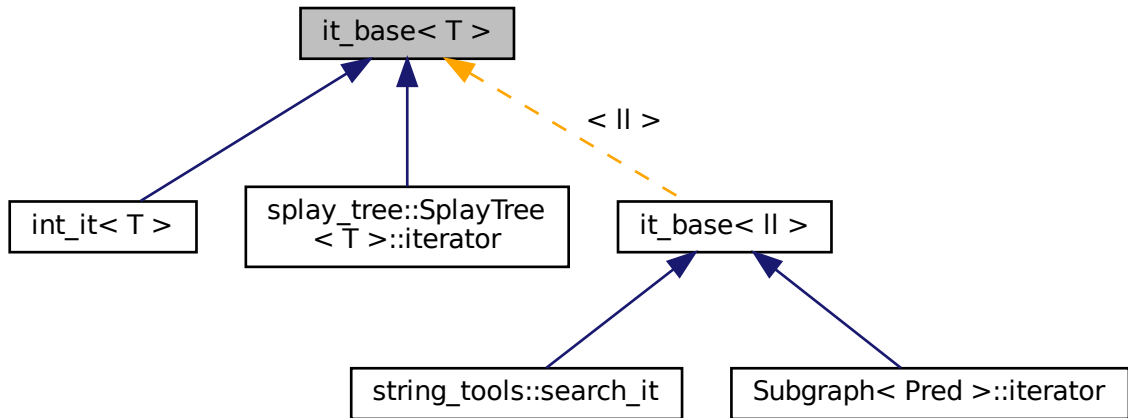 it_base< T >
< ll >
int_it< T >
splay_tree::SplayTree
< T >::iterator
it_base< ll >
string_tools::search_it
Subgraph< Pred >::iterator